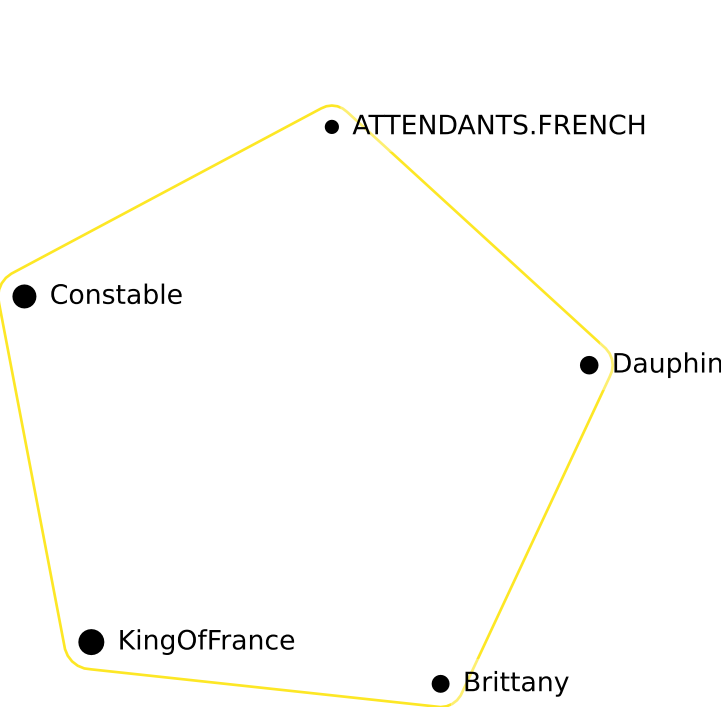 ATTENDANTS.FRENCH
Constable
Dauphin
KingOfFrance
Brittany